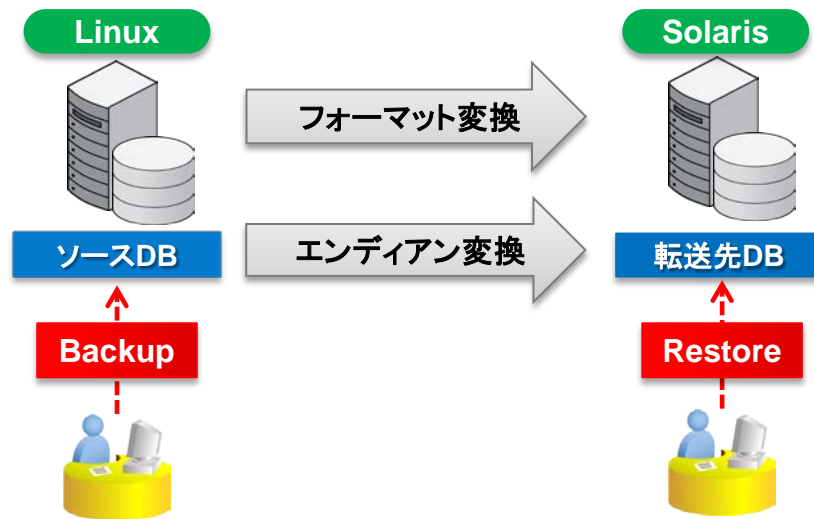 Linux
Solaris
フォーマット変換
エンディアン変換
ソースDB
転送先DB
Backup
Restore